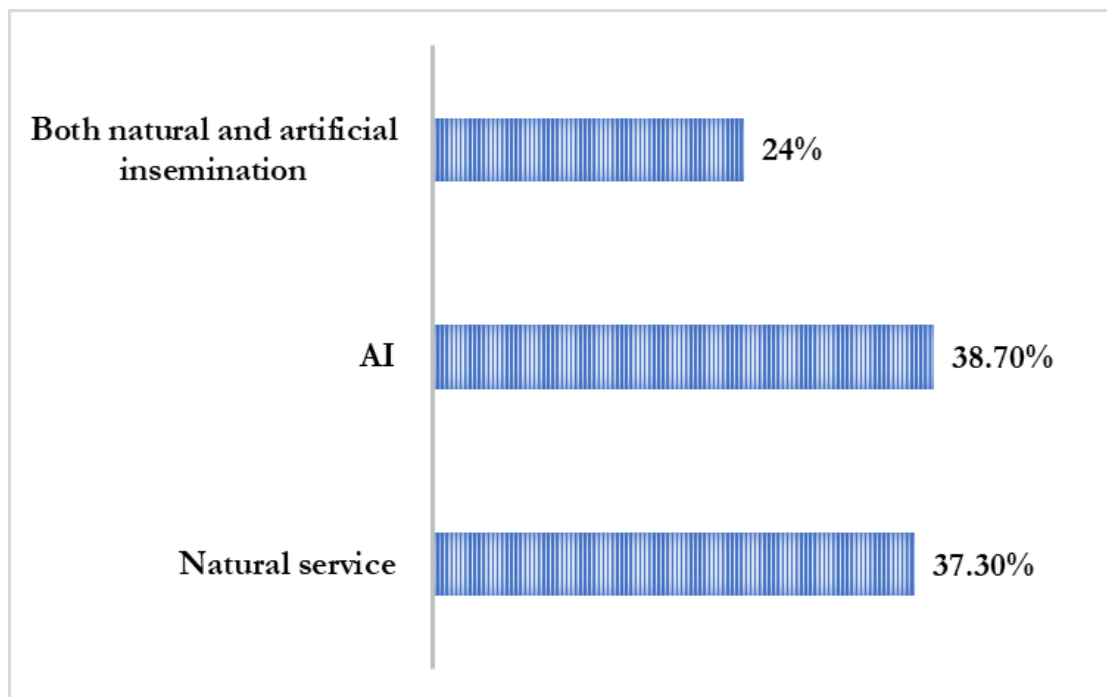 Both natural and artificial
insemination
24%
AI
38.70%
Natural service
37.30%